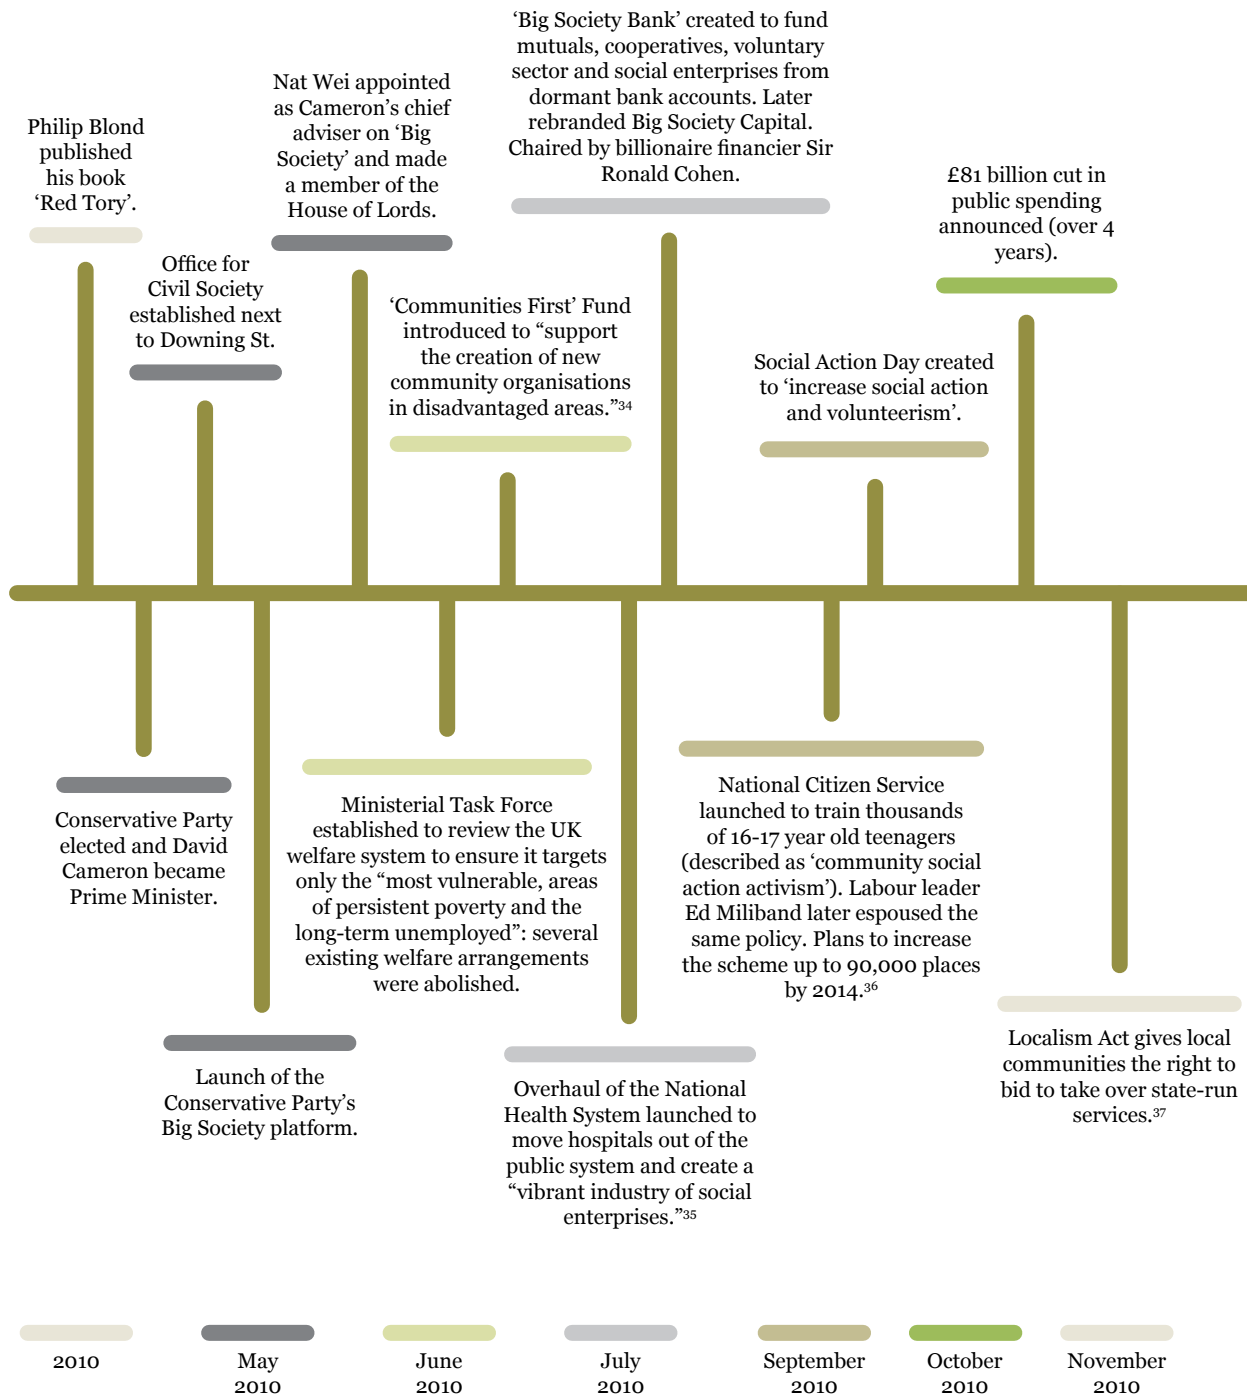 Philip Blond
published
his book
‘Red Tory’.
Office for
Civil Society
established next
to Downing St.
Nat Wei appointed
as Cameron’s chief
adviser on ‘Big
Society’ and made
a member of the
House of Lords.
‘Communities First’ Fund
introduced to “support
the creation of new
community organisations
in disadvantaged areas.”34
‘Big Society Bank’ created to fund
mutuals, cooperatives, voluntary
sector and social enterprises from
dormant bank accounts. Later
rebranded Big Society Capital.
Chaired by billionaire financier Sir
Ronald Cohen.
Social Action Day created
to ‘increase social action
and volunteerism’.
£81 billion cut in
public spending
announced (over 4
years).
Conservative Party
elected and David
Cameron became
Prime Minister.
Launch of the
Conservative Party’s
Big Society platform.
Ministerial Task Force
established to review the UK
welfare system to ensure it targets
only the “most vulnerable, areas
of persistent poverty and the
long-term unemployed”: several
existing welfare arrangements
were abolished.
Overhaul of the National
Health System launched to
move hospitals out of the
public system and create a
“vibrant industry of social
enterprises.”35
National Citizen Service
launched to train thousands
of 16-17 year old teenagers
(described as ‘community social
action activism’). Labour leader
Ed Miliband later espoused the
same policy. Plans to increase
the scheme up to 90,000 places
by 2014.36
Localism Act gives local
communities the right to
bid to take over state-run
services.37
2010
May
2010
June
2010
July
2010
September
2010
October
2010
November
2010